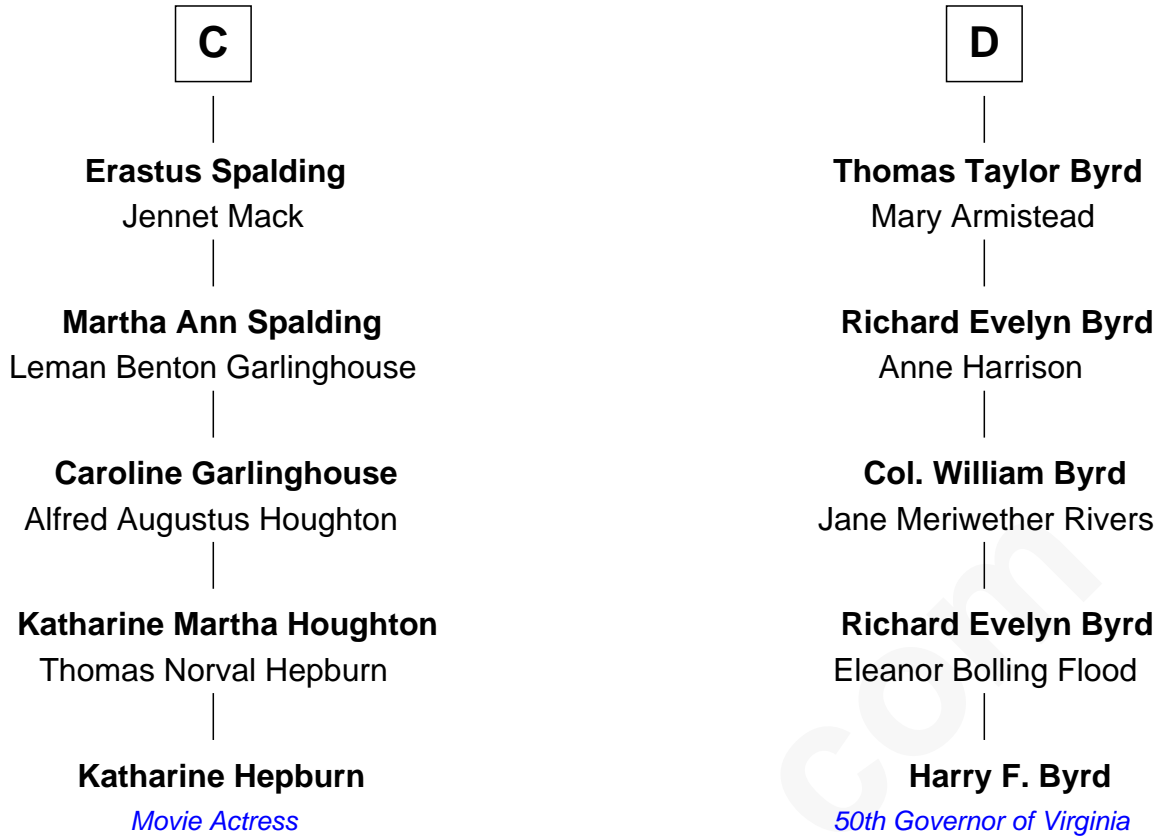 C
Erastus Spalding
Jennet Mack
Martha Ann Spalding
Leman Benton Garlinghouse
Caroline Garlinghouse
Alfred Augustus Houghton
Katharine Martha Houghton
Thomas Norval Hepburn
Katharine Hepburn
Movie Actress
D
Thomas Taylor Byrd
Mary Armistead
Richard Evelyn Byrd
Anne Harrison
Col. William Byrd
Jane Meriwether Rivers
Richard Evelyn Byrd
Eleanor Bolling Flood
Harry F. Byrd
50th Governor of Virginia
com